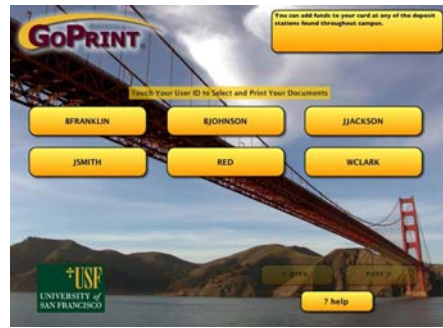 GOPRINT
You can add funds to your card at any of the deposit
stations found throughout campus.
Touch Your User ID to Select and Print Your Documents
BFRANKLIN
BJOHNSON
JJACKSON
JSMITH
RED
WCLARK
< prev
next >
USF
UNIVERSITY of
SAN FRANCISCO
? help